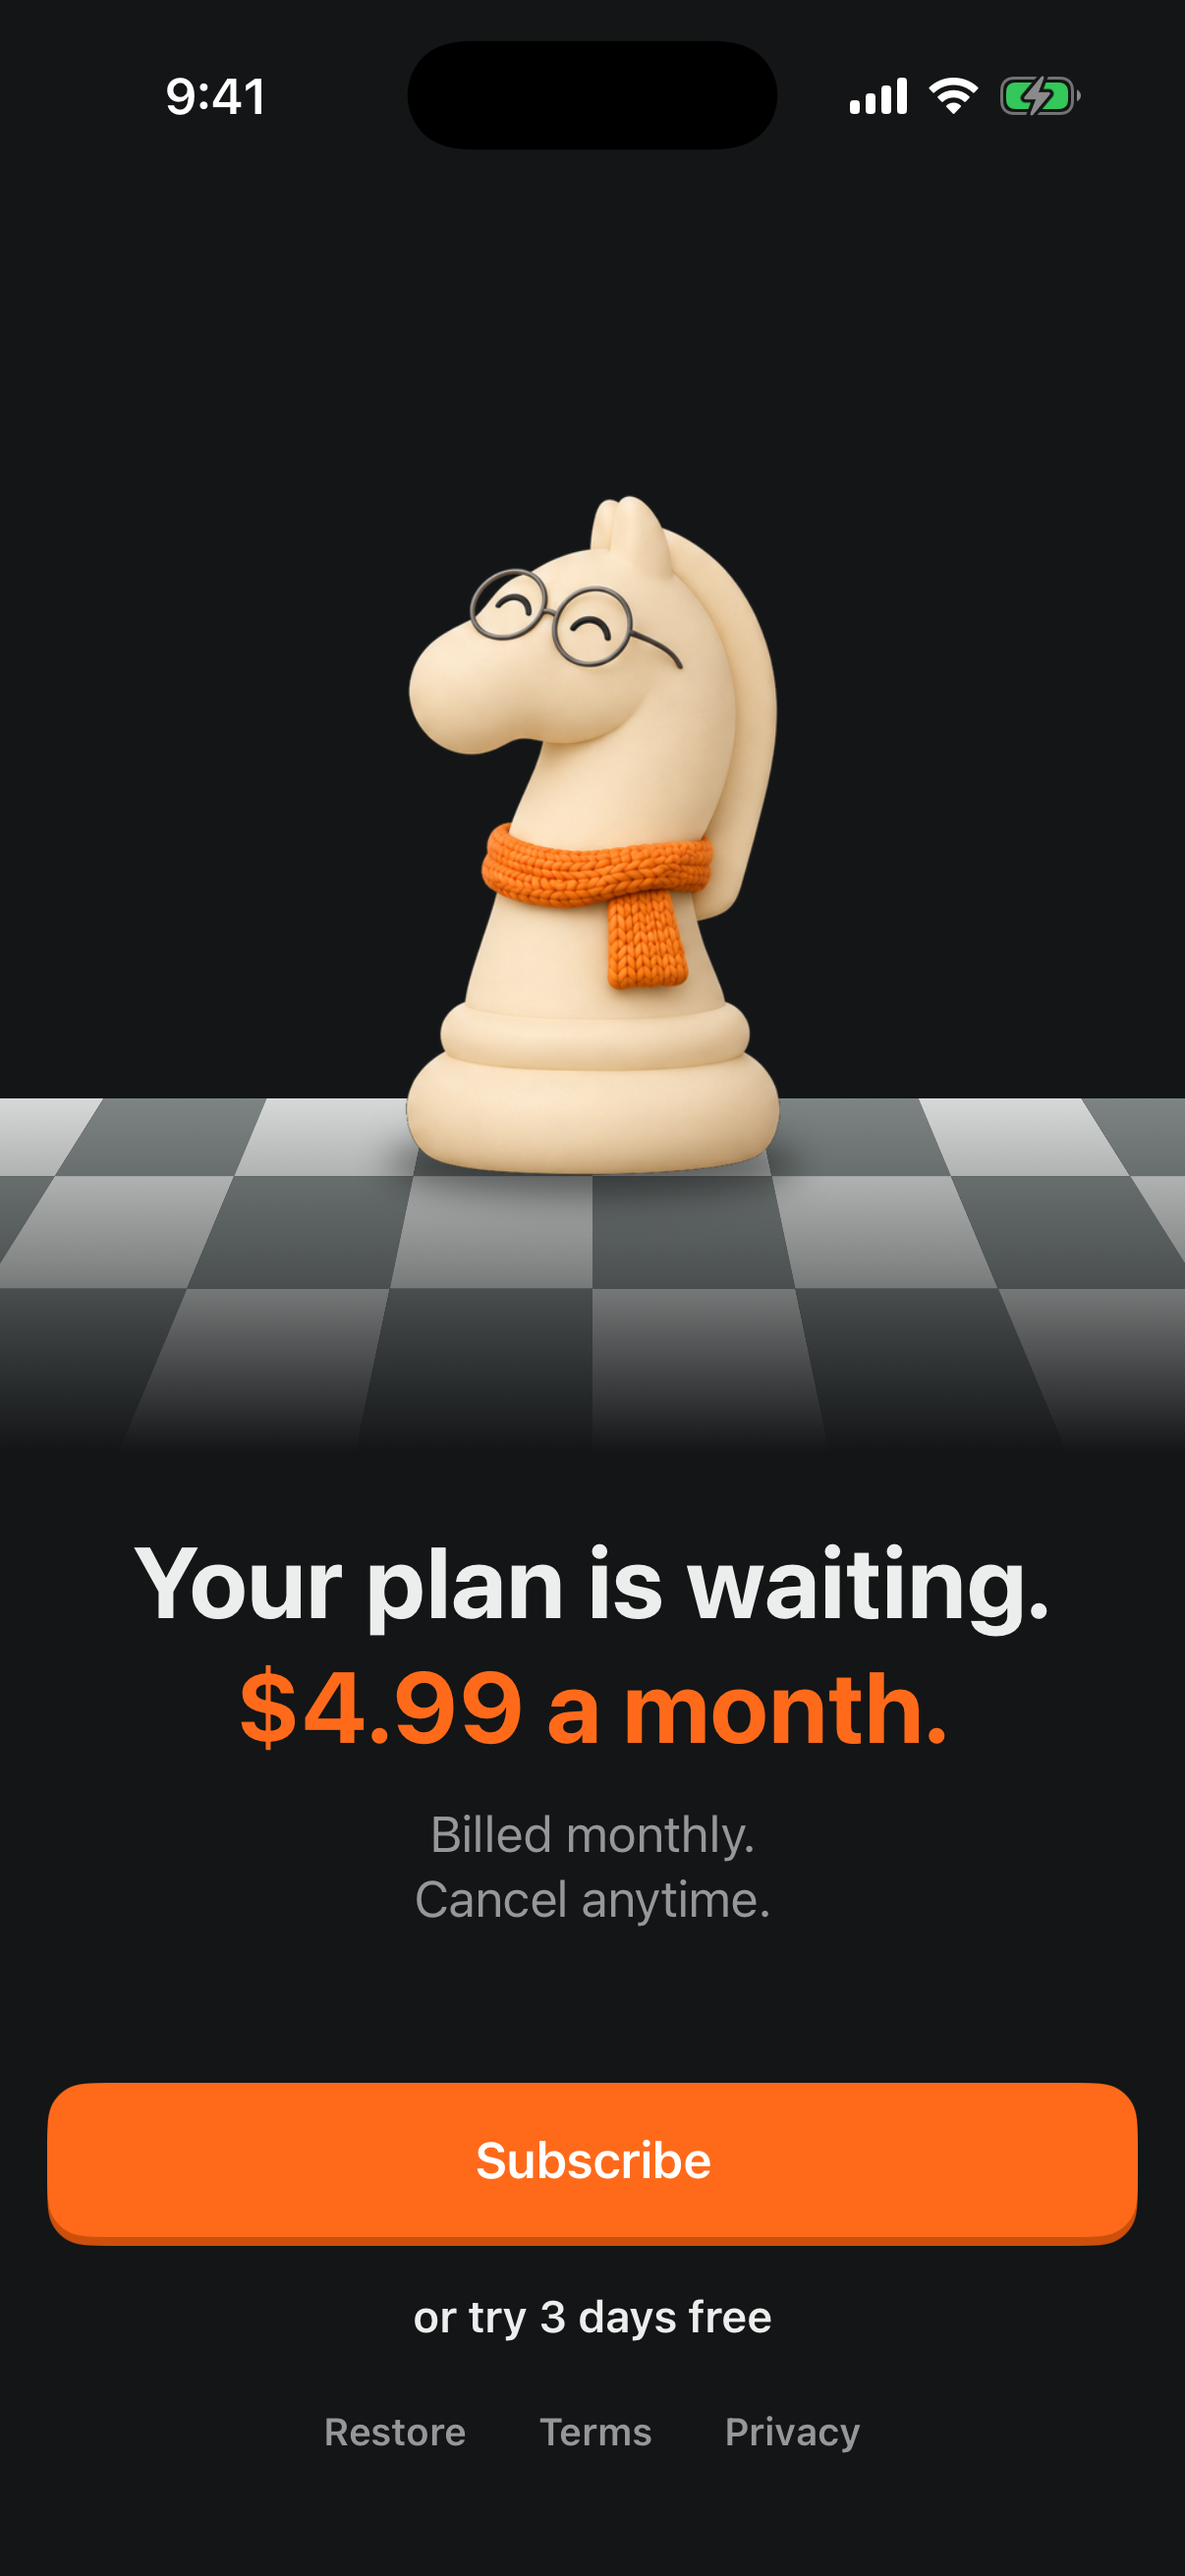 9:41
Your plan is waiting.
$4.99 a month.
Billed monthly.
Cancel anytime.
Subscribe
or try 3 days free
Restore Terms Privacy